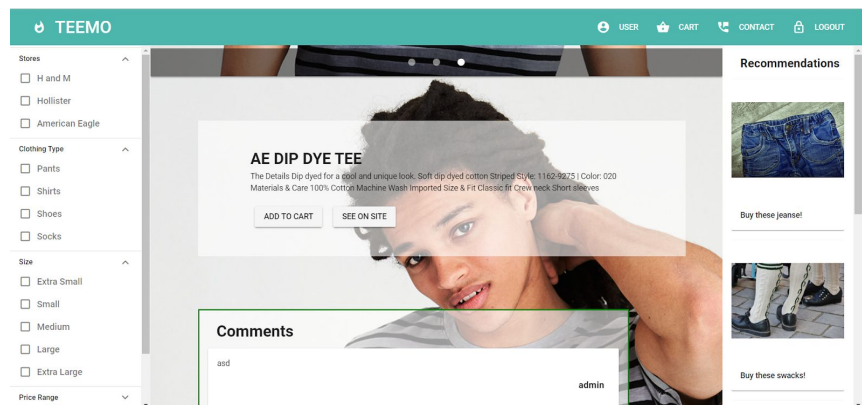 TEEMO
USER
CART
CONTACT
LOGOUT
Stores
H and M
Hollister
American Eagle
Clothing Type
Pants
Shirts
Shoes
Socks
Size
Extra Small
Small
Medium
Large
Extra Large
Price Range
AE DIP DYE TEE
The Details Dip dyed for a cool and unique look. Soft dip dyed cotton Striped Style: 1162-9275 | Color: 020
Materials & Care 100% Cotton Machine Wash Imported Size & Fit Classic fit Crew neck Short sleeves
ADD TO CART
SEE ON SITE
Comments
asd
admin
Recommendations
Buy these jeanse!
Buy these swacks!